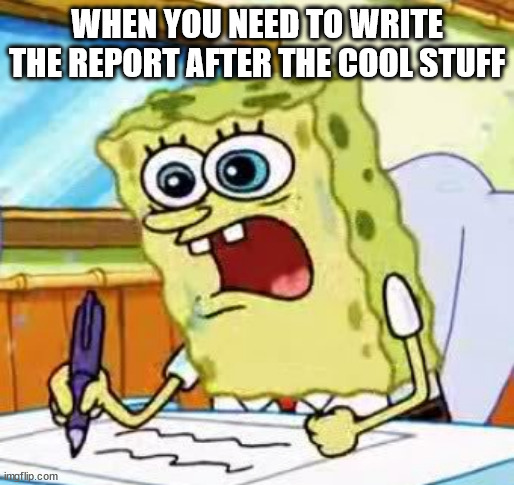 WHEN YOU NEED TO WRITE
THE REPORT AFTER THE COOL STUFF
imgflip.com